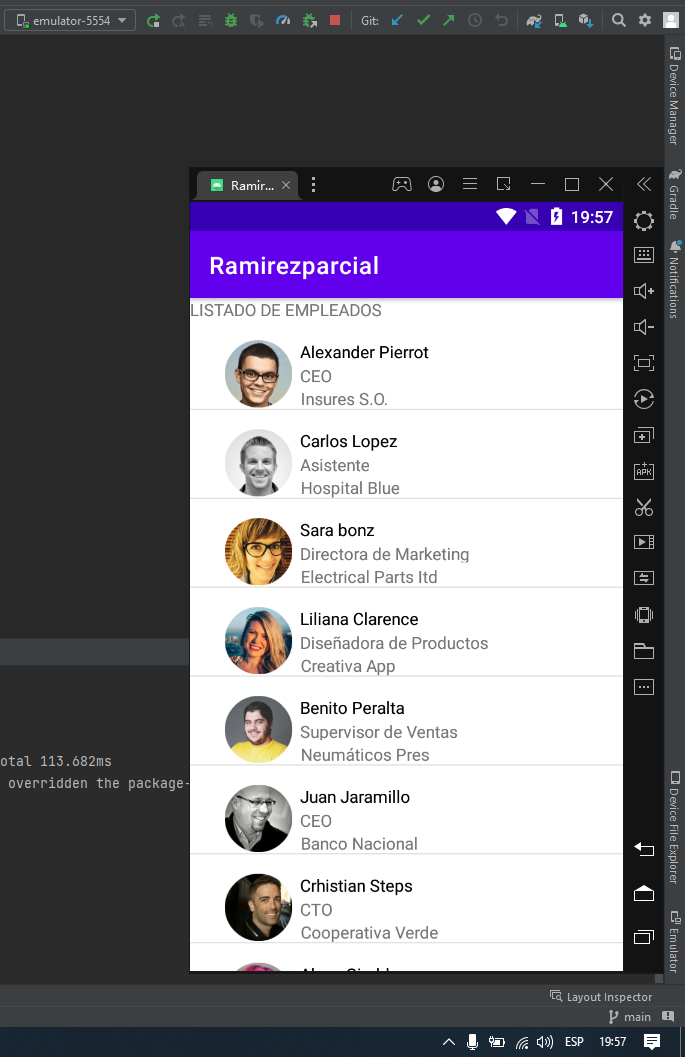 emulator-5554
Git:
Ramir...
19:57
Ramirezparcial
LISTADO DE EMPLEADOS
Alexander Pierrot
CEO
Insures S.O.
Carlos Lopez
Asistente
Hospital Blue
Sara bonz
Directora de Marketing
Electrical Parts ltd
Liliana Clarence
Diseñadora de Productos
Creativa App
Benito Peralta
Supervisor de Ventas
Neumáticos Pres
Juan Jaramillo
CEO
Banco Nacional
Crhistian Steps
CTO
Cooperativa Verde
APK
Device Manager
Gradle
Notifications
Device File Explorer
Emulator
otal 113.682ms
overridden the package-
Layout Inspector
main
ESP
19:57